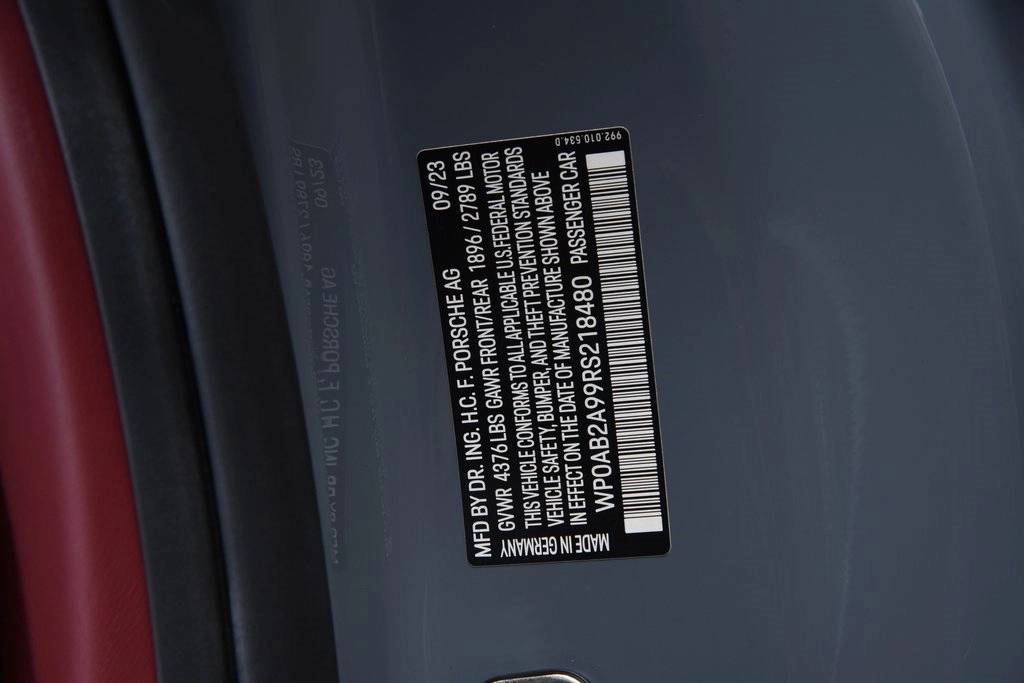 MFD BY DR. ING. H.C. F. PORSCHE AG 09/23
GVWR 4376 LBS GAWR FRONT/REAR 1896 / 2789 LBS
THIS VEHICLE CONFORMS TO ALL APPLICABLE U.S. FEDERAL MOTOR
VEHICLE SAFETY, BUMPER, AND THEFT PREVENTION STANDARDS
IN EFFECT ON THE DATE OF MANUFACTURE SHOWN ABOVE
WP0AB2A99RS218480 PASSENGER CAR
MADE IN GERMANY
992.010.534.D